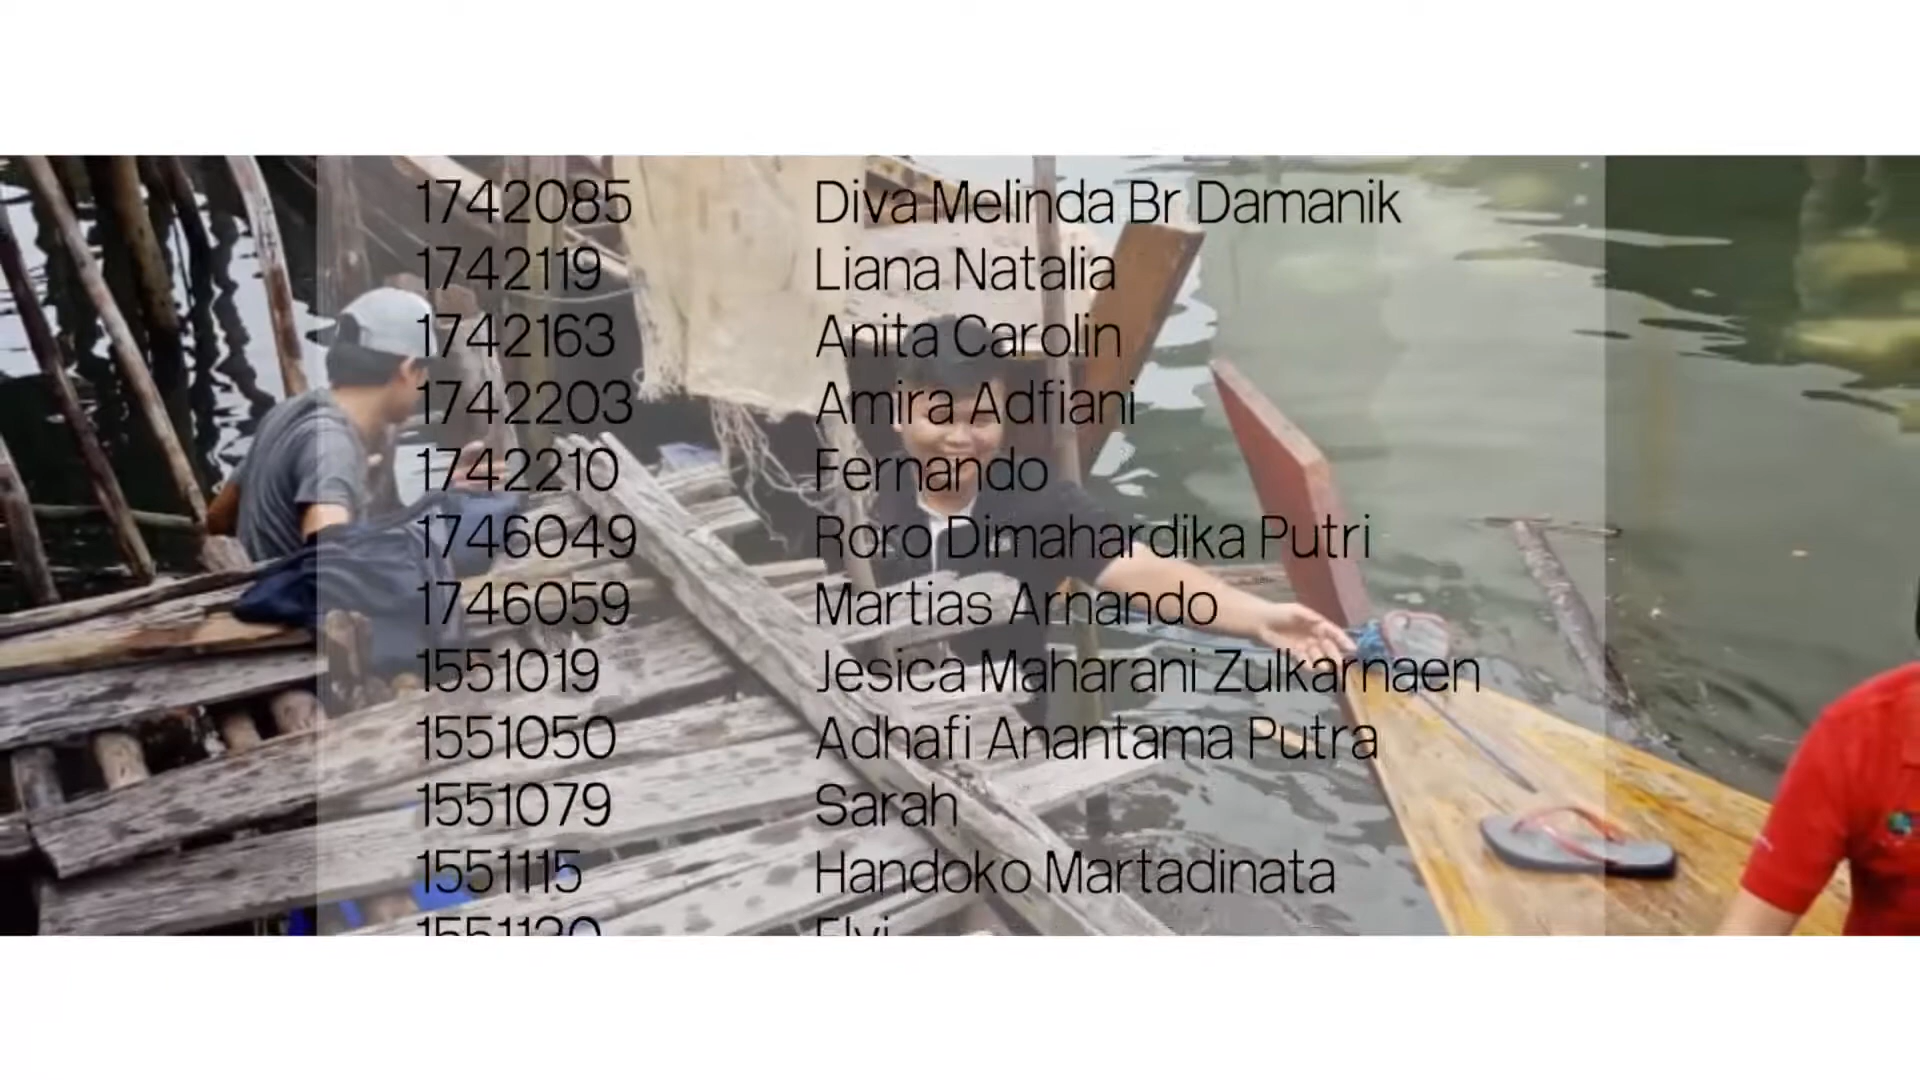 1742085 Diva Melinda Br Damanik
1742119 Liana Natalia
1742163 Anita Carolin
1742203 Amira Adfiani
1742210 Fernando
1746049 Roro Dimahardika Putri
1746059 Martias Arnando
1551019 Jesica Maharani Zulkarnaen
1551050 Adhafi Anantama Putra
1551079 Sarah
1551115 Handoko Martadinata